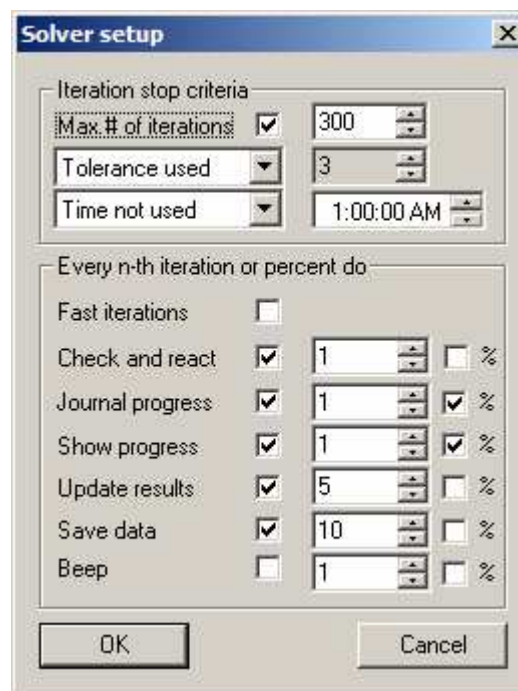 Solver setup
Iteration stop criteria
Max.# of iterations 300
Tolerance used 3
Time not used 1:00:00 AM
Every n-th iteration or percent do
Fast iterations
Check and react 1 %
Journal progress 1 %
Show progress 1 %
Update results 5 %
Save data 10 %
Beep 1 %
OK Cancel